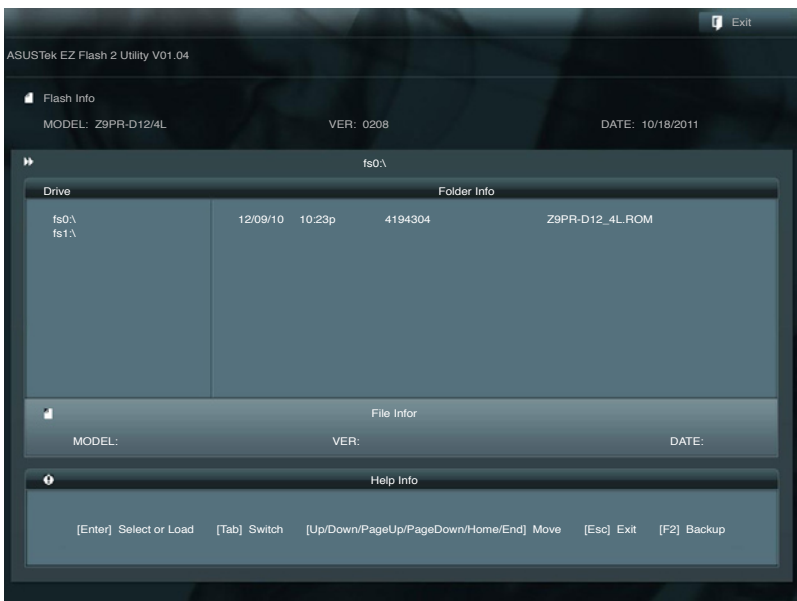 Exit
ASUSTek EZ Flash 2 Utility V01.04
Flash Info
MODEL: Z9PR-D12/4L VER: 0208 DATE: 10/18/2011
fs0:\
Drive Folder Info
fs0:\ 12/09/10 10:23p 4194304 Z9PR-D12_4L.ROM
fs1:\
File Infor
MODEL: VER: DATE:
Help Info
[Enter] Select or Load [Tab] Switch [Up/Down/PageUp/PageDown/Home/End] Move [Esc] Exit [F2] Backup